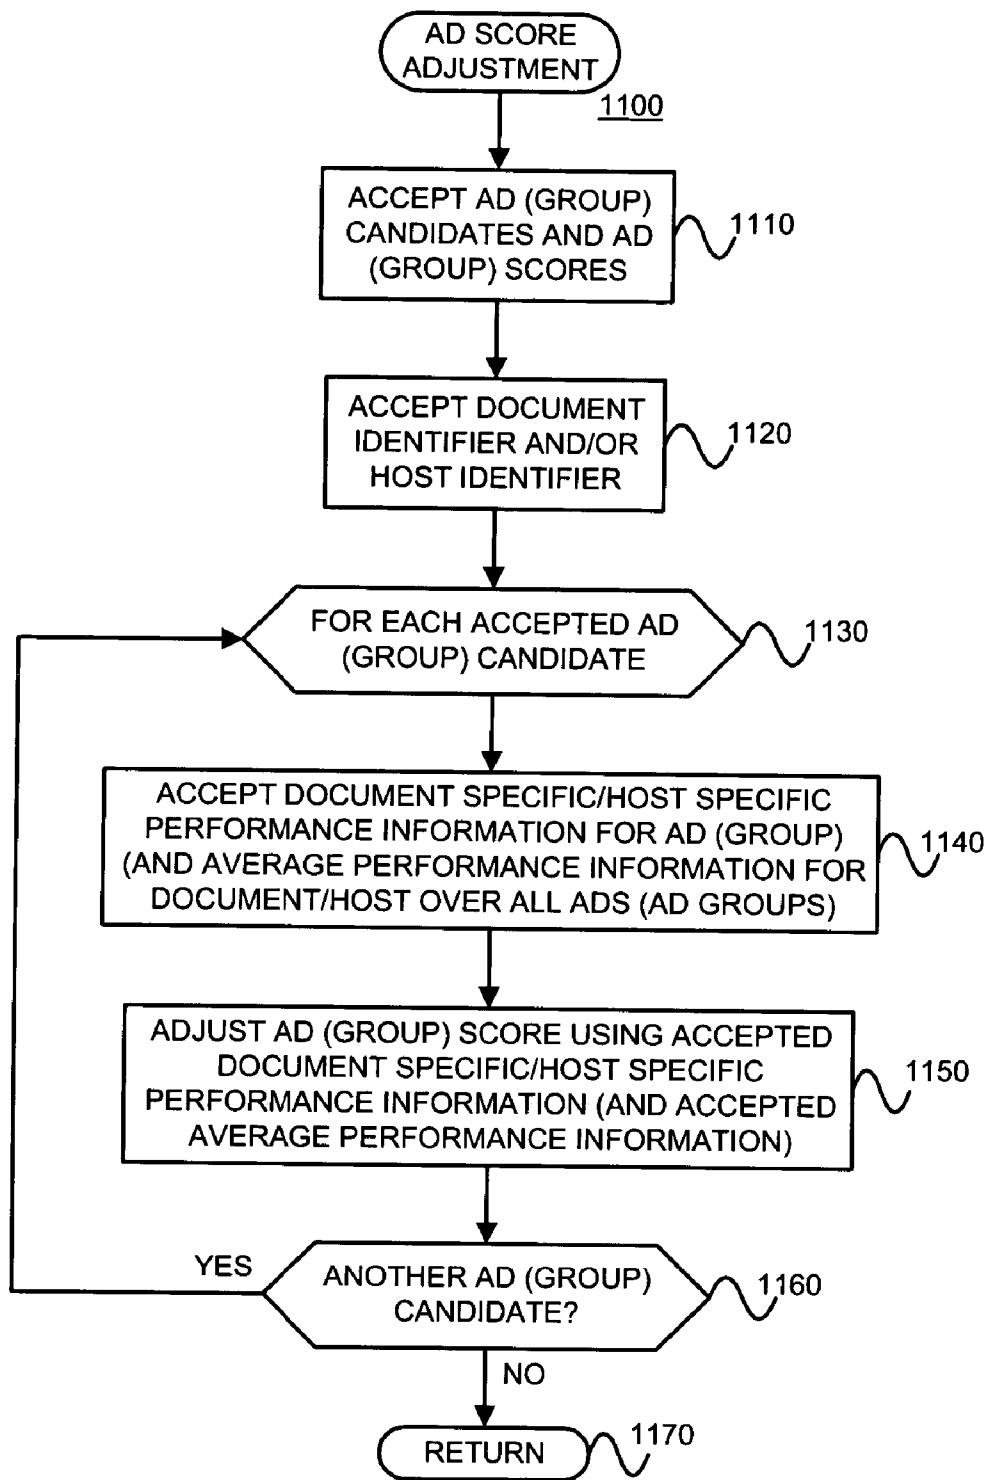 AD SCORE
ADJUSTMENT
1100
ACCEPT AD (GROUP)
CANDIDATES AND AD
(GROUP) SCORES
1110
ACCEPT DOCUMENT
IDENTIFIER AND/OR
HOST IDENTIFIER
1120
FOR EACH ACCEPTED AD
(GROUP) CANDIDATE
1130
ACCEPT DOCUMENT SPECIFIC/HOST SPECIFIC
PERFORMANCE INFORMATION FOR AD (GROUP)
(AND AVERAGE PERFORMANCE INFORMATION FOR
DOCUMENT/HOST OVER ALL ADS (AD GROUPS)
1140
ADJUST AD (GROUP) SCORE USING ACCEPTED
DOCUMENT SPECIFIC/HOST SPECIFIC
PERFORMANCE INFORMATION (AND ACCEPTED
AVERAGE PERFORMANCE INFORMATION)
1150
YES
ANOTHER AD (GROUP)
CANDIDATE?
1160
NO
RETURN
1170